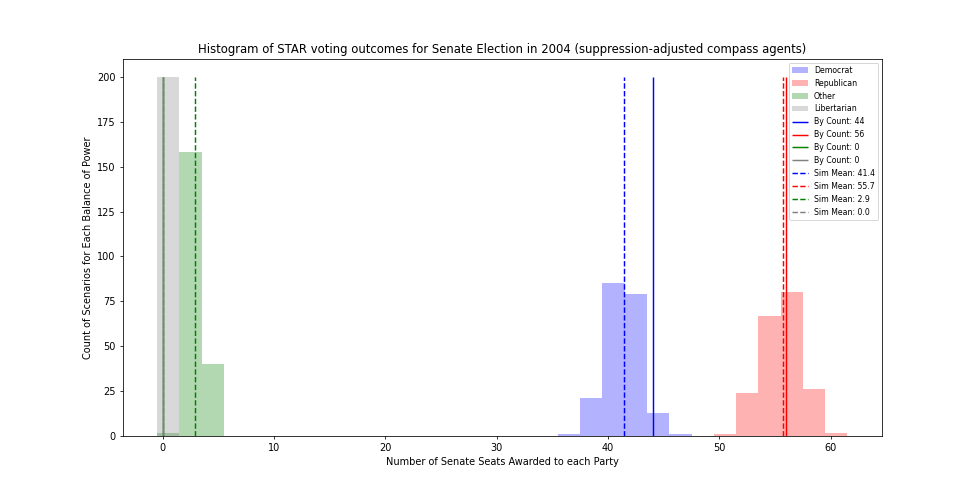 Histogram of STAR voting outcomes for Senate Election in 2004 (suppression-adjusted compass agents)
Count of Scenarios for Each Balance of Power
200
175
150
125
100
75
50
25
0
0
10
20
30
40
50
60
Number of Senate Seats Awarded to each Party
Democrat
Republican
Other
Libertarian
By Count: 44
By Count: 56
By Count: 0
By Count: 0
Sim Mean: 41.4
Sim Mean: 55.7
Sim Mean: 2.9
Sim Mean: 0.0